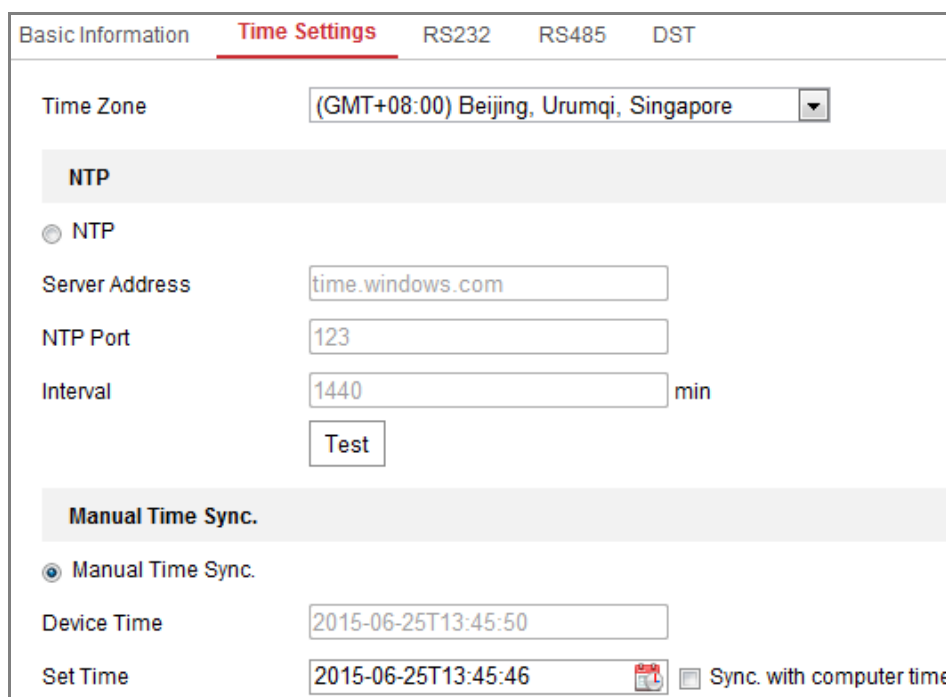 Basic Information Time Settings RS232 RS485 DST
Time Zone (GMT+08:00) Beijing, Urumqi, Singapore
NTP
NTP
Server Address time.windows.com
NTP Port 123
Interval 1440 min
Test
Manual Time Sync.
Manual Time Sync.
Device Time 2015-06-25T13:45:50
Set Time 2015-06-25T13:45:46 Sync. with computer time